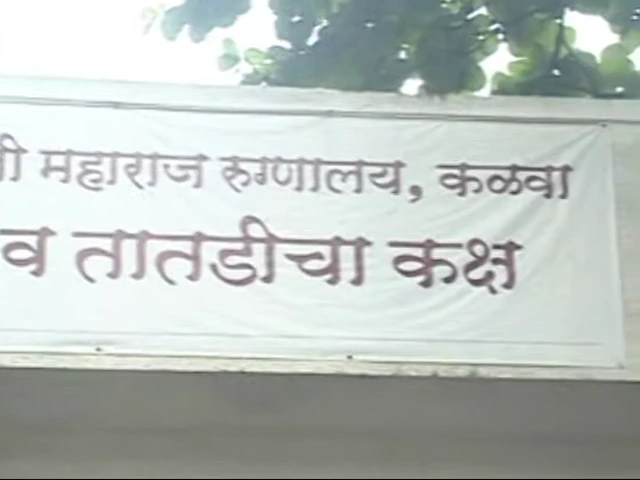 महाराज रुग्णालय, कळवा
व तातडीचा कक्ष